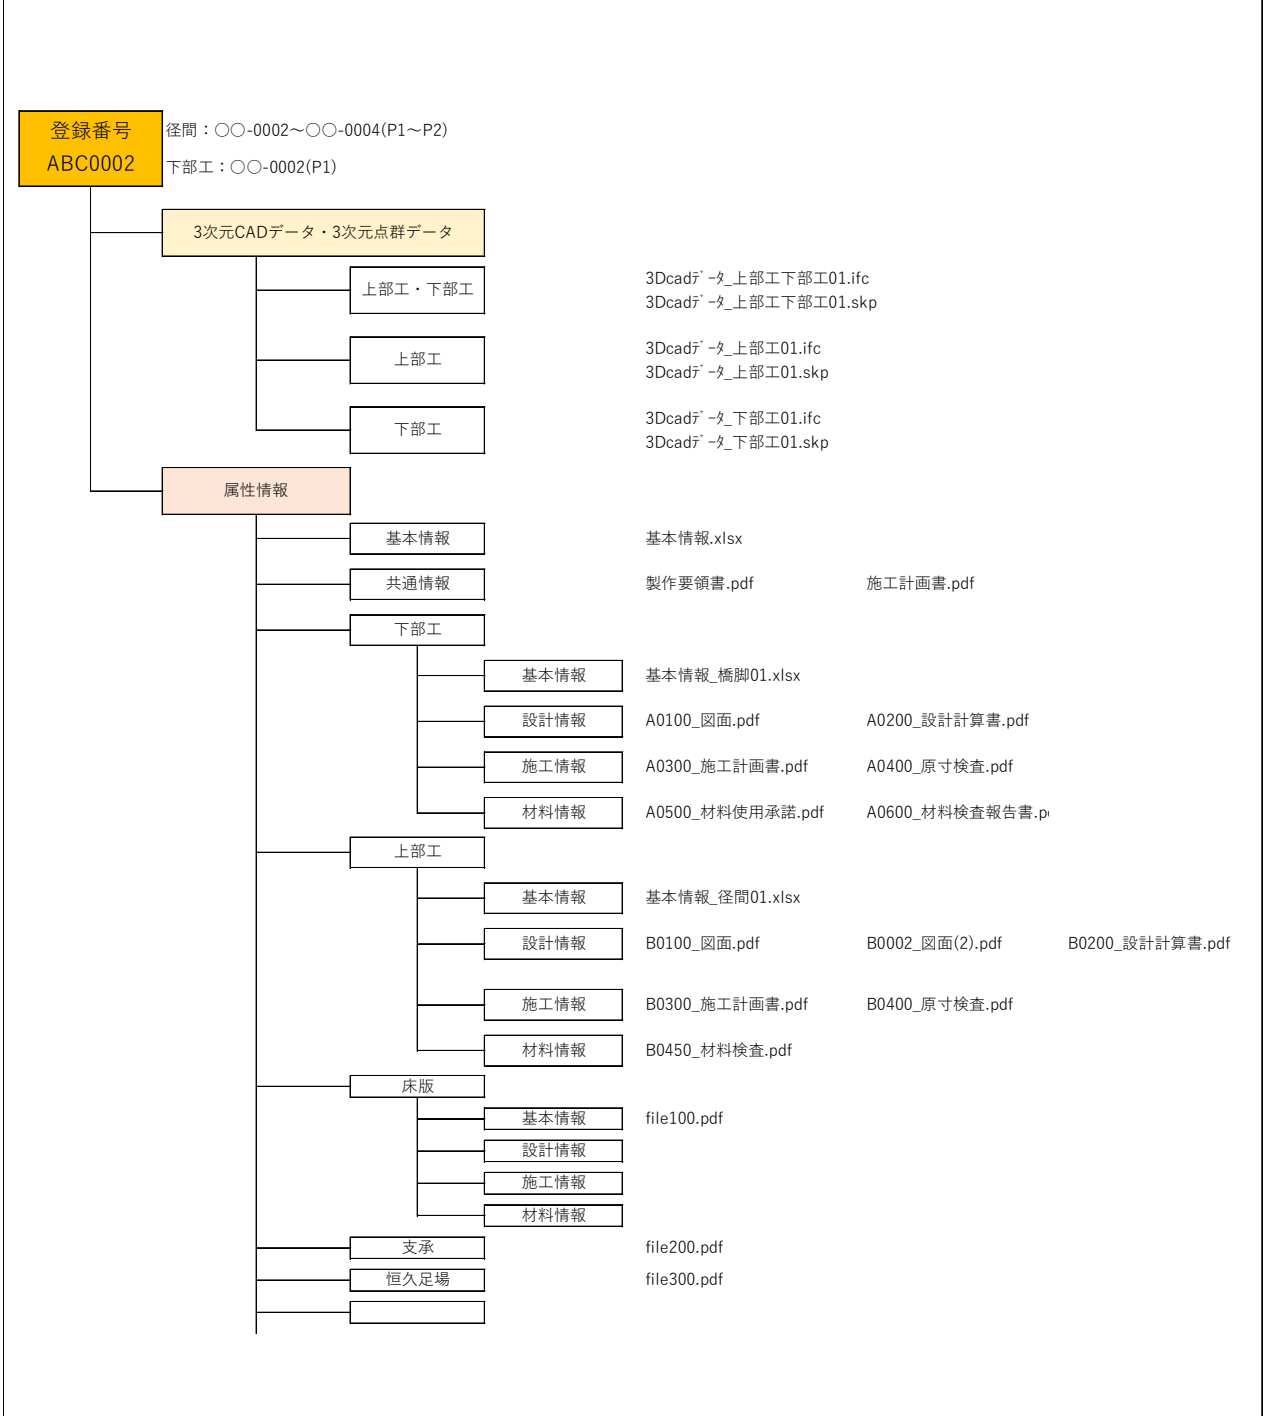 登録番号
ABC0002
径間：○○-0002～○○-0004(P1～P2)
下部工：○○-0002(P1)
3次元CADデータ・3次元点群データ
上部工・下部工
3Dcadﾃﾞｰﾀ_上部工下部工01.ifc
3Dcadﾃﾞｰﾀ_上部工下部工01.skp
上部工
3Dcadﾃﾞｰﾀ_上部工01.ifc
3Dcadﾃﾞｰﾀ_上部工01.skp
下部工
3Dcadﾃﾞｰﾀ_下部工01.ifc
3Dcadﾃﾞｰﾀ_下部工01.skp
属性情報
基本情報 基本情報.xlsx
共通情報 製作要領書.pdf 施工計画書.pdf
下部工
基本情報 基本情報_橋脚01.xlsx
設計情報 A0100_図面.pdf A0200_設計計算書.pdf
施工情報 A0300_施工計画書.pdf A0400_原寸検査.pdf
材料情報 A0500_材料使用承諾.pdf A0600_材料検査報告書.p
上部工
基本情報 基本情報_径間01.xlsx
設計情報 B0100_図面.pdf B0002_図面(2).pdf B0200_設計計算書.pdf
施工情報 B0300_施工計画書.pdf B0400_原寸検査.pdf
材料情報 B0450_材料検査.pdf
床版
基本情報 file100.pdf
設計情報
施工情報
材料情報
支承 file200.pdf
恒久足場 file300.pdf